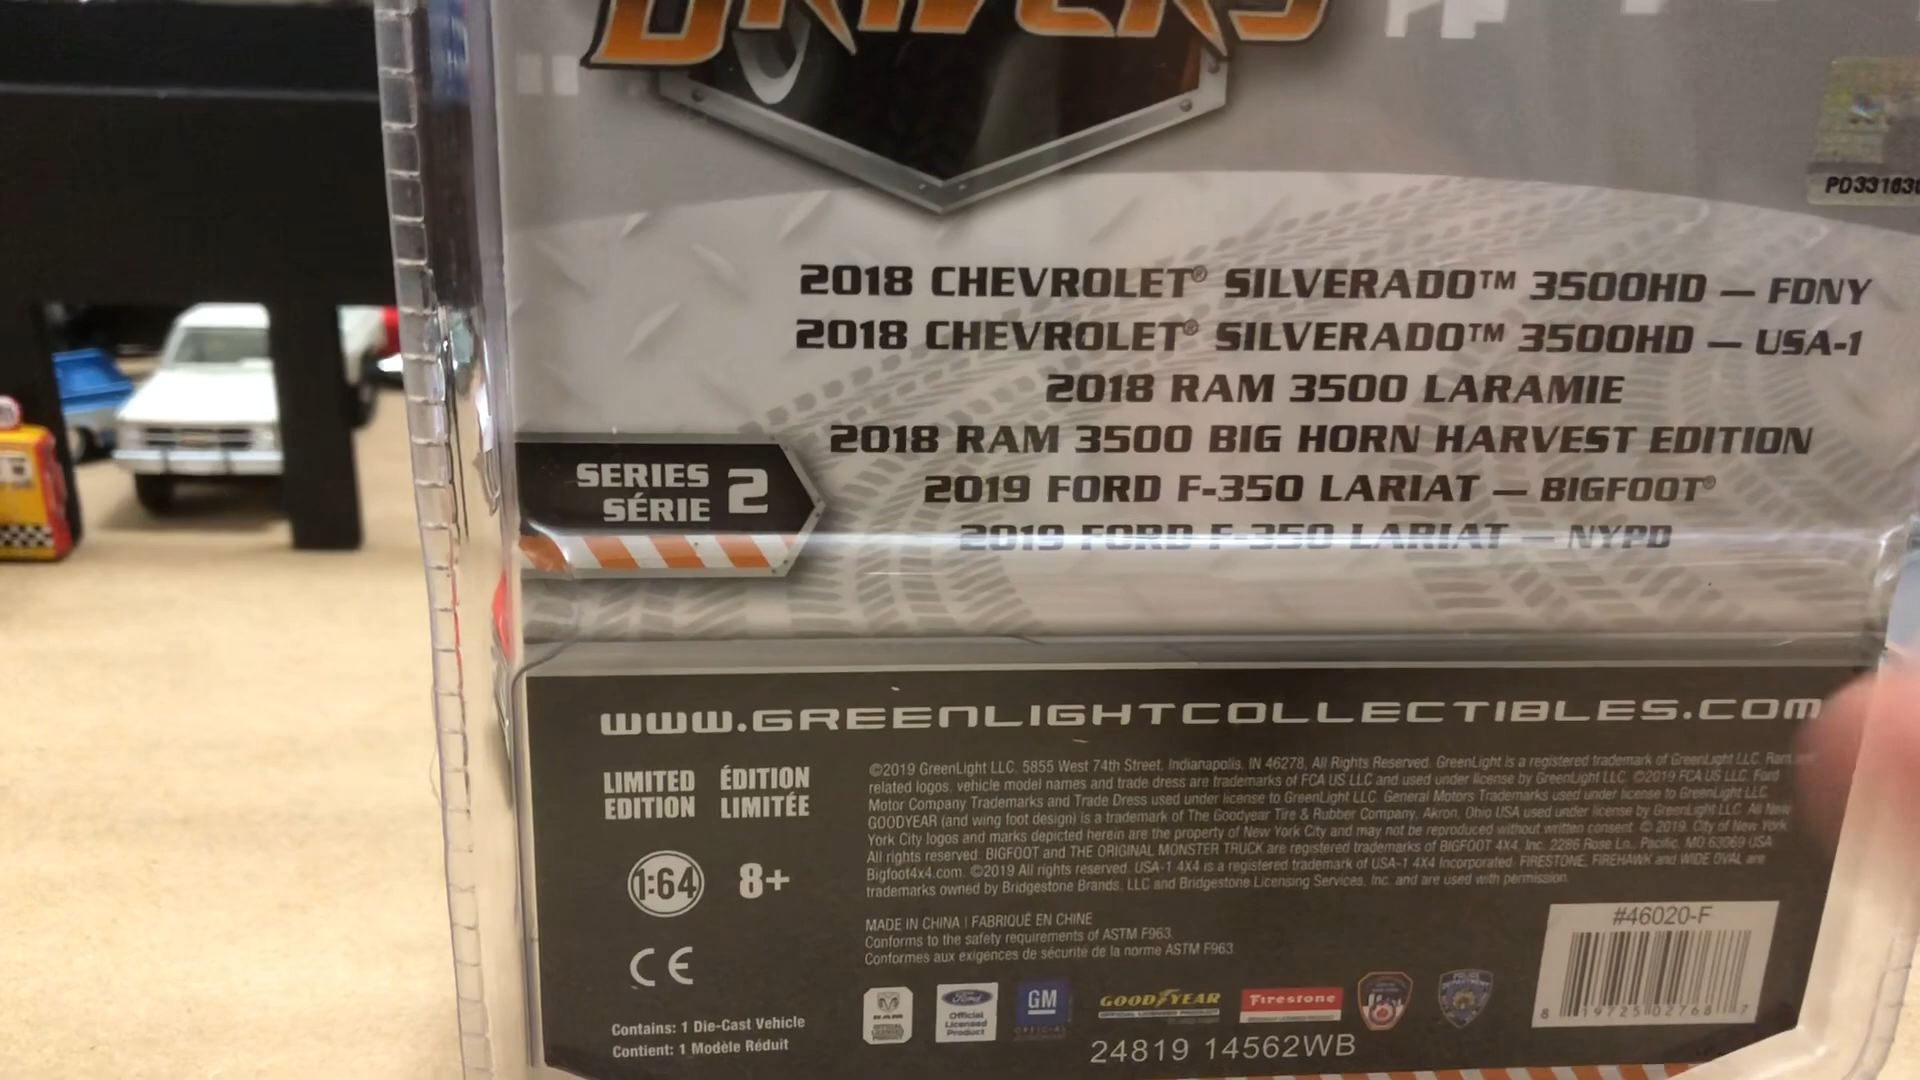 DRIVERS
PD331630
2018 CHEVROLET® SILVERADO™ 3500HD — FDNY
2018 CHEVROLET® SILVERADO™ 3500HD — USA-1
2018 RAM 3500 LARAMIE
2018 RAM 3500 BIG HORN HARVEST EDITION
2019 FORD F-350 LARIAT — BIGFOOT®
2019 FORD F-350 LARIAT — NYPD
SERIES
SÉRIE
2
www.GREENLIGHTCOLLECTIBLES.COM
LIMITED
EDITION
ÉDITION
LIMITÉE
1:64
8+
CE
Contains: 1 Die-Cast Vehicle
Contient: 1 Modèle Réduit
©2019 GreenLight LLC. 5855 West 74th Street, Indianapolis, IN 46278, All Rights Reserved. GreenLight is a registered trademark of GreenLight LLC. Ram and
related logos, vehicle model names and trade dress are trademarks of FCA US LLC and used under license by GreenLight LLC. ©2019 FCA US LLC. Ford
Motor Company Trademarks and Trade Dress used under license to GreenLight LLC. General Motors Trademarks used under license to GreenLight LLC.
GOODYEAR (and wing foot design) is a trademark of The Goodyear Tire & Rubber Company, Akron, Ohio USA used under license by GreenLight LLC. All New
York City logos and marks depicted herein are the property of New York City and may not be reproduced without written consent. © 2019. City of New York.
All rights reserved. BIGFOOT and THE ORIGINAL MONSTER TRUCK are registered trademarks of BIGFOOT 4X4, Inc. 2286 Rose Ln., Pacific, MO 63069 USA
Bigfoot4x4.com. ©2019 All rights reserved. USA-1 4X4 is a registered trademark of USA-1 4X4 Incorporated. FIRESTONE, FIREHAWK and WIDE OVAL are
trademarks owned by Bridgestone Brands, LLC and Bridgestone Licensing Services, Inc. and are used with permission.
MADE IN CHINA | FABRIQUÉ EN CHINE
Conforms to the safety requirements of ASTM F963.
Conformes aux exigences de sécurité de la norme ASTM F963.
RAM
Ford
Official
Licensed
Product
GM
OFFICIAL
GOODYEAR
Firestone
POLICE
DEPARTMENT
#46020-F
8 19725 02768 7
24819 14562WB